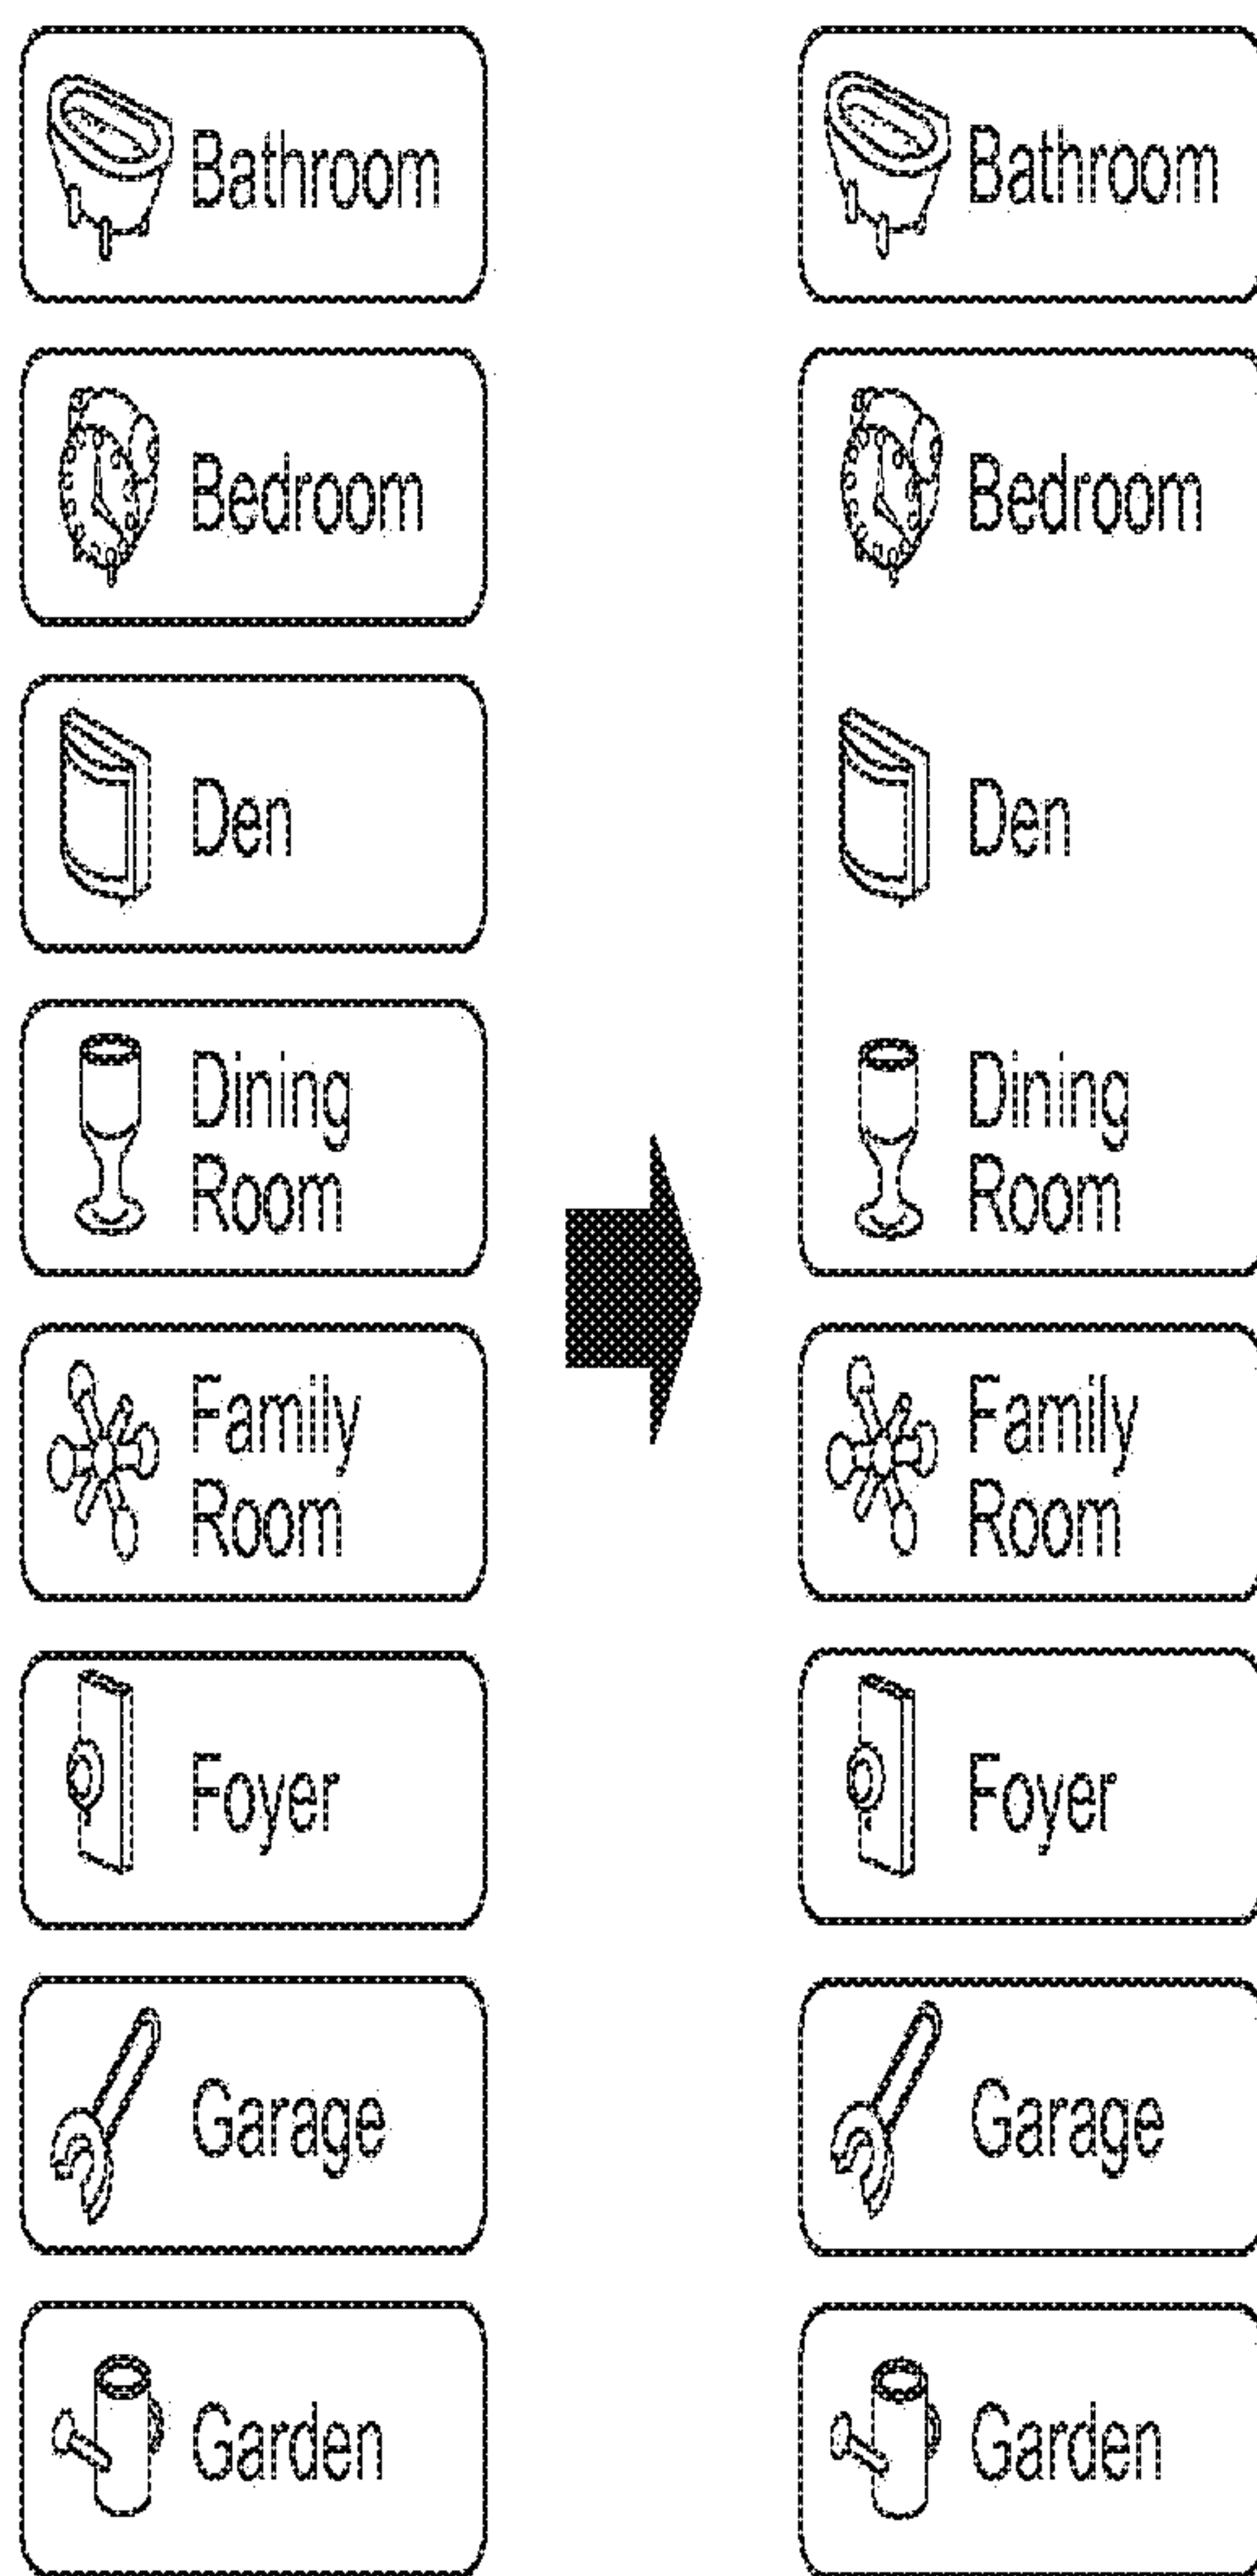 Bathroom
Bedroom
Den
Dining
Room
Family
Room
Foyer
Garage
Garden
Bathroom
Bedroom
Den
Dining
Room
Family
Room
Foyer
Garage
Garden